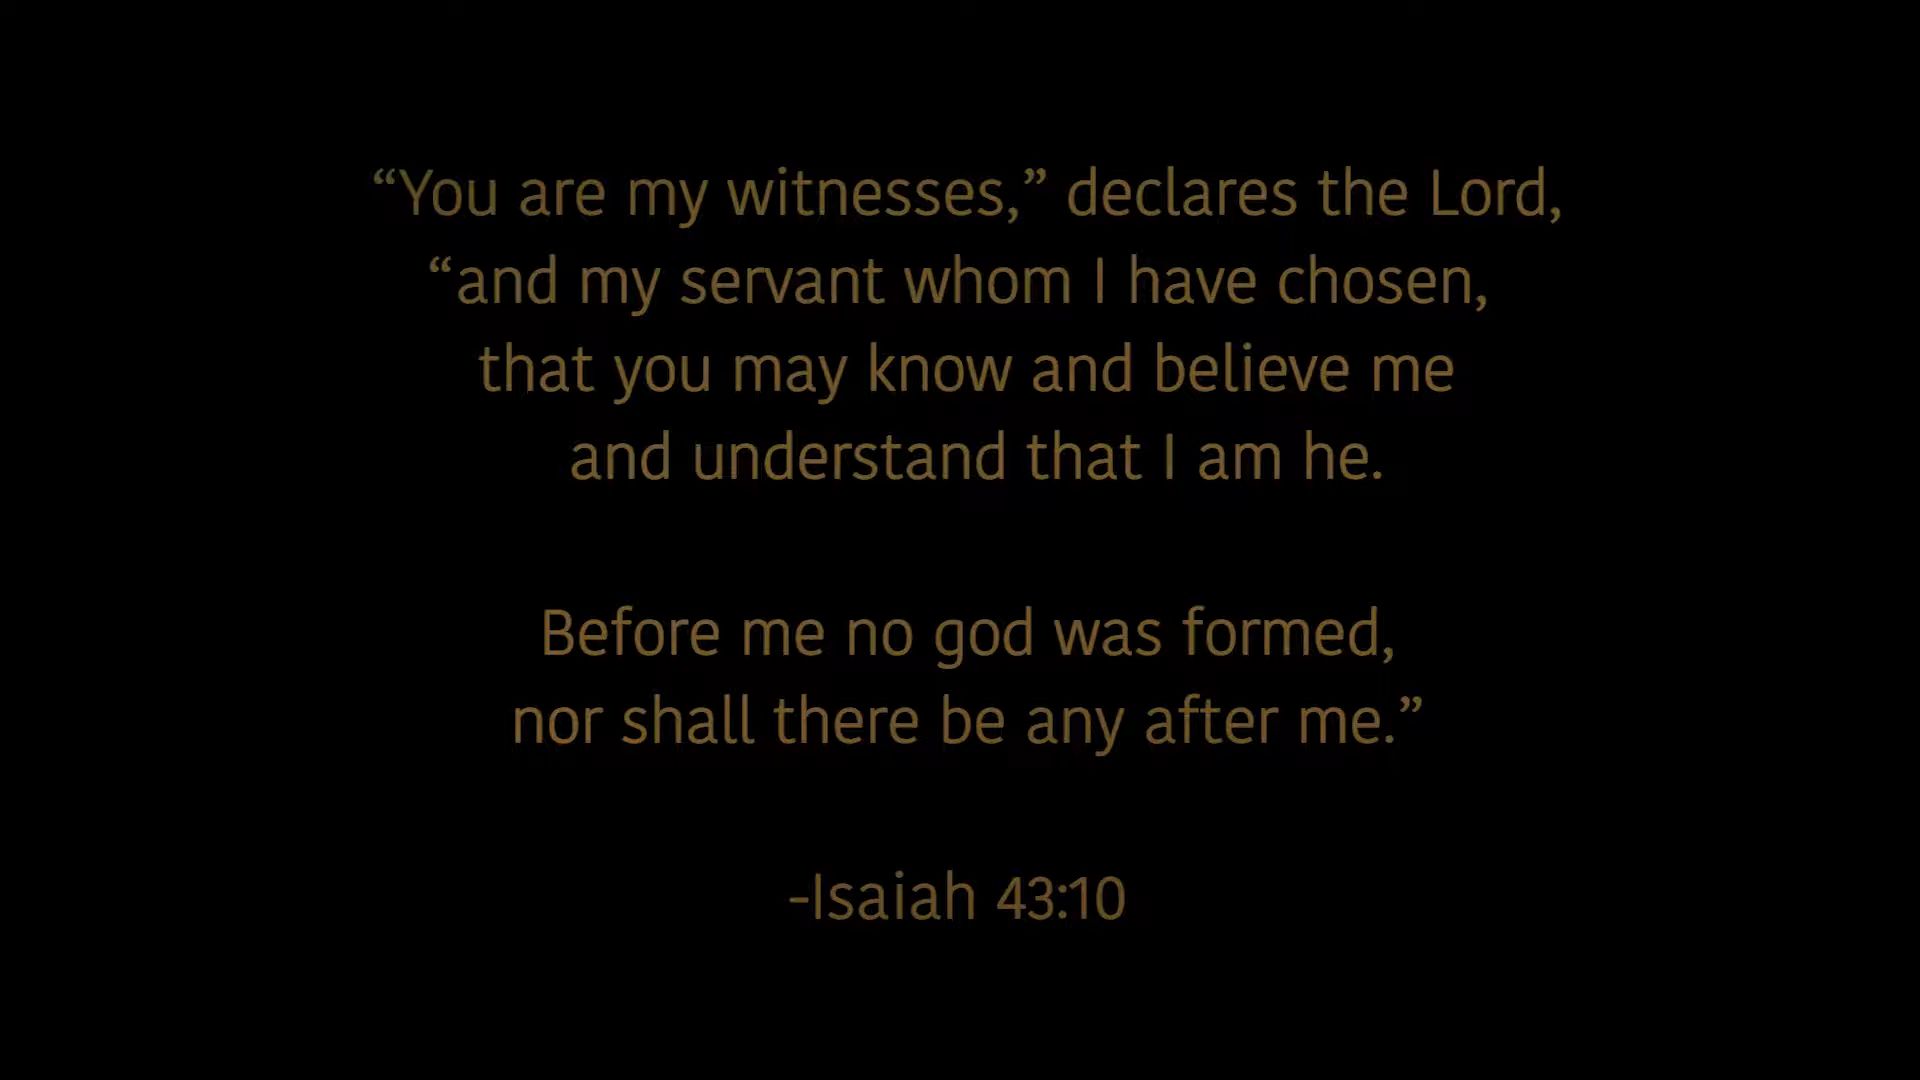 “You are my witnesses,” declares the Lord,
“and my servant whom I have chosen,
that you may know and believe me
and understand that I am he.
Before me no god was formed,
nor shall there be any after me.”
-Isaiah 43:10